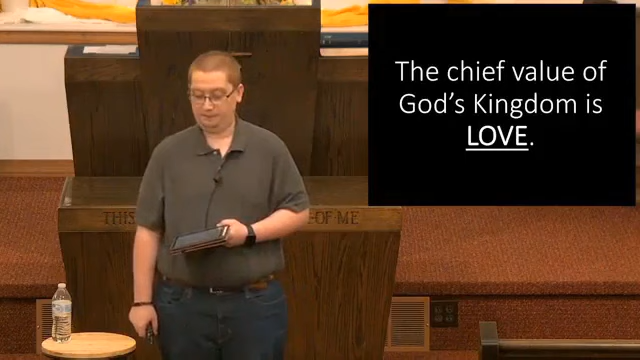 The chief value of
God's Kingdom is
LOVE.
THIS OF ME